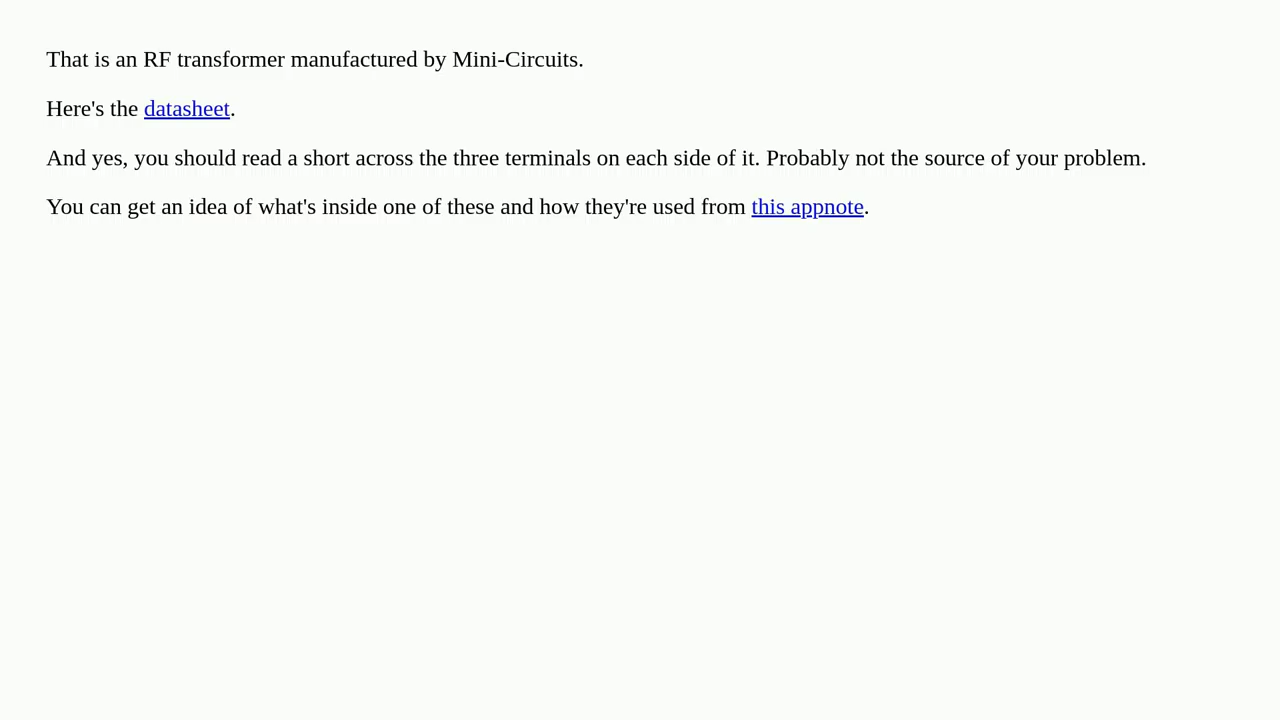 That is an RF transformer manufactured by Mini-Circuits.
Here's the datasheet.
And yes, you should read a short across the three terminals on each side of it. Probably not the source of your problem.
You can get an idea of what's inside one of these and how they're used from this appnote.